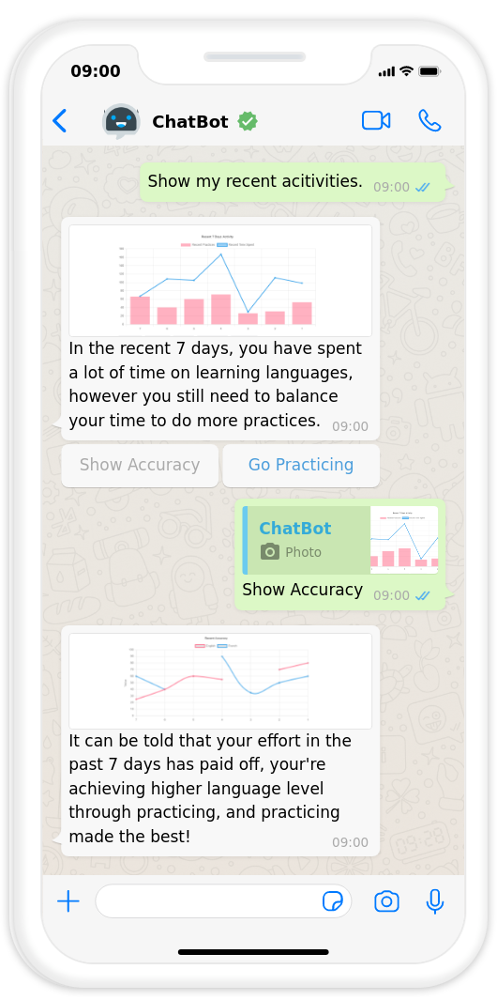 09:00
ChatBot
Show my recent acitivities. 09:00
In the recent 7 days, you have spent
a lot of time on learning languages,
however you still need to balance
your time to do more practices. 09:00
Show Accuracy Go Practicing
ChatBot
Photo
Show Accuracy 09:00
It can be told that your effort in the
past 7 days has paid off, you're
achieving higher language level
through practicing, and practicing
made the best!
09:00